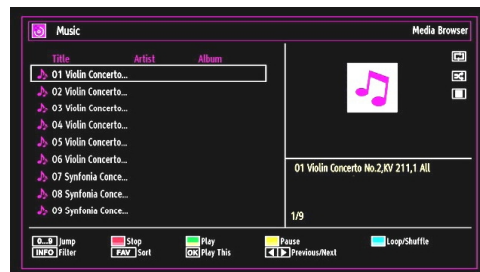 Music
Media Browser
Title Artist Album
01 Violin Concerto...
02 Violin Concerto...
03 Violin Concerto...
04 Violin Concerto...
05 Violin Concerto...
06 Violin Concerto...
07 Synfonia Conce...
08 Synfonia Conce...
09 Synfonia Conce...
01 Violin Concerto No.2,KV 211,1 All
1/9
0...9 Jump Stop Play Pause Loop/Shuffle
INFO Filter FAV Sort OK Play This Previous/Next